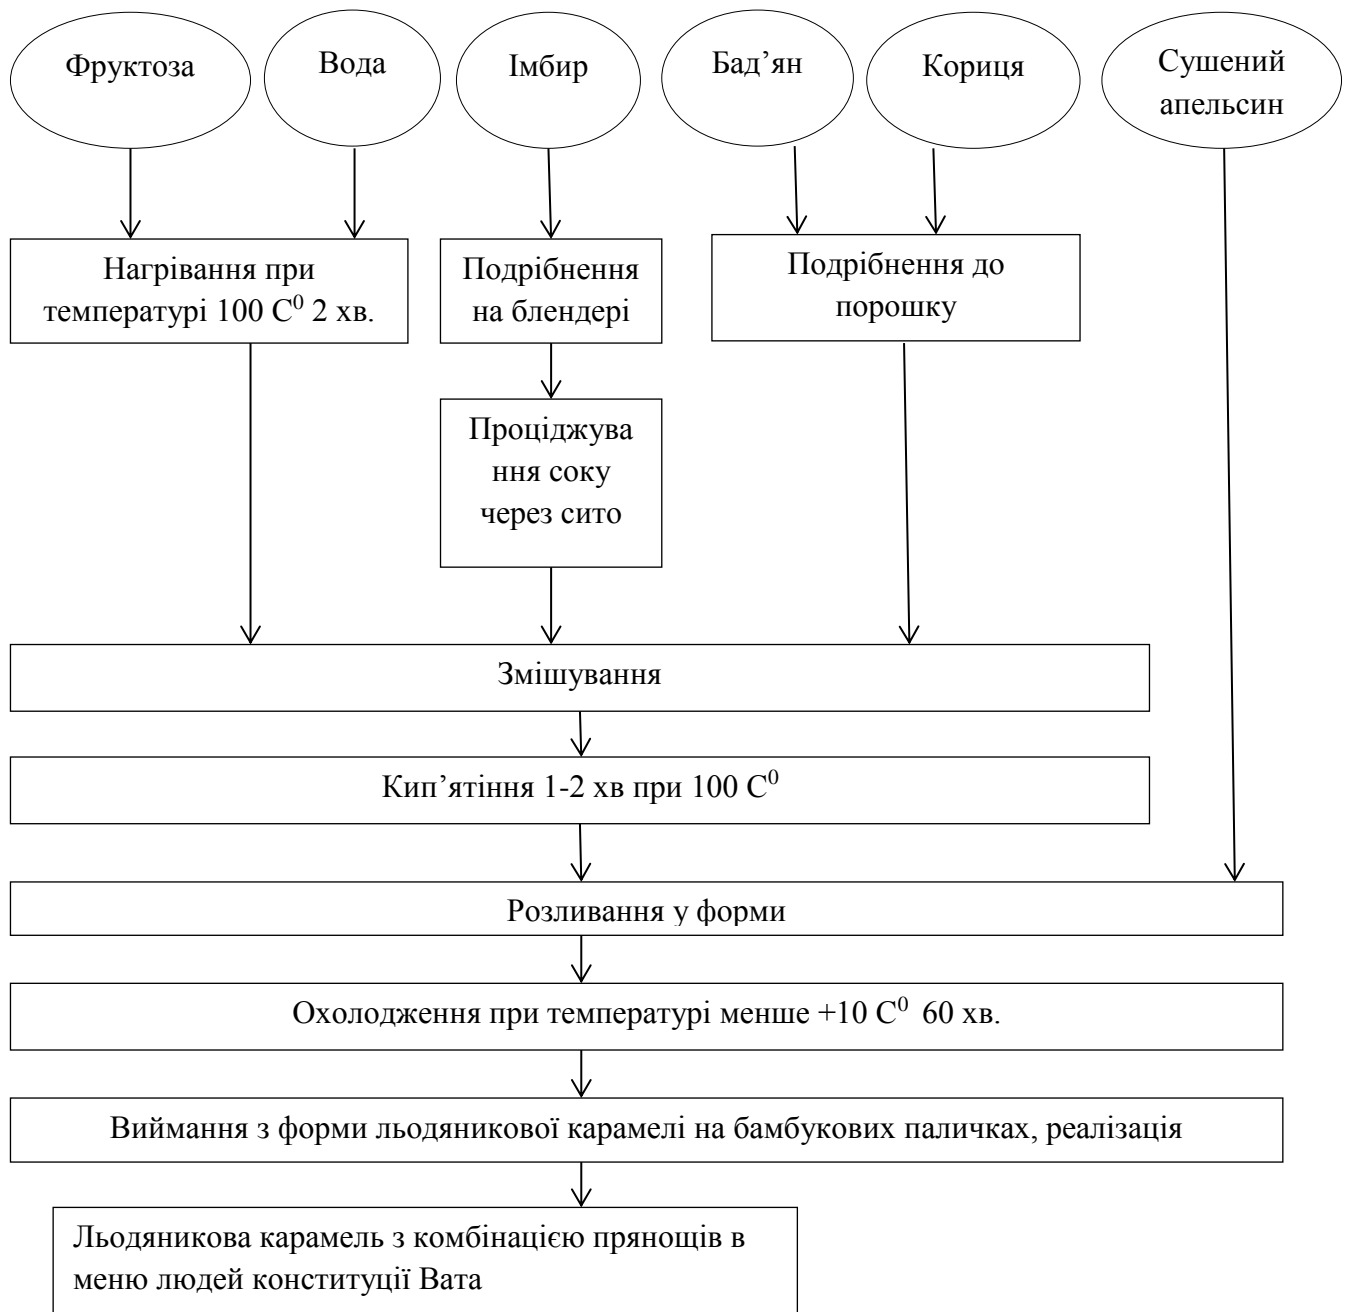 Фруктоза
Вода
Імбир
Бад’ян
Кориця
Сушений
апельсин
Нагрівання при
температурі 100 С⁰ 2 хв.
Подрібнення
на блендері
Подрібнення до
порошку
Проціджува
ння соку
через сито
Змішування
Кип’ятіння 1-2 хв при 100 С⁰
Розливання у форми
Охолодження при температурі менше +10 С⁰ 60 хв.
Виймання з форми льодяникової карамелі на бамбукових паличках, реалізація
Льодяникова карамель з комбінацією прянощів в
меню людей конституції Вата